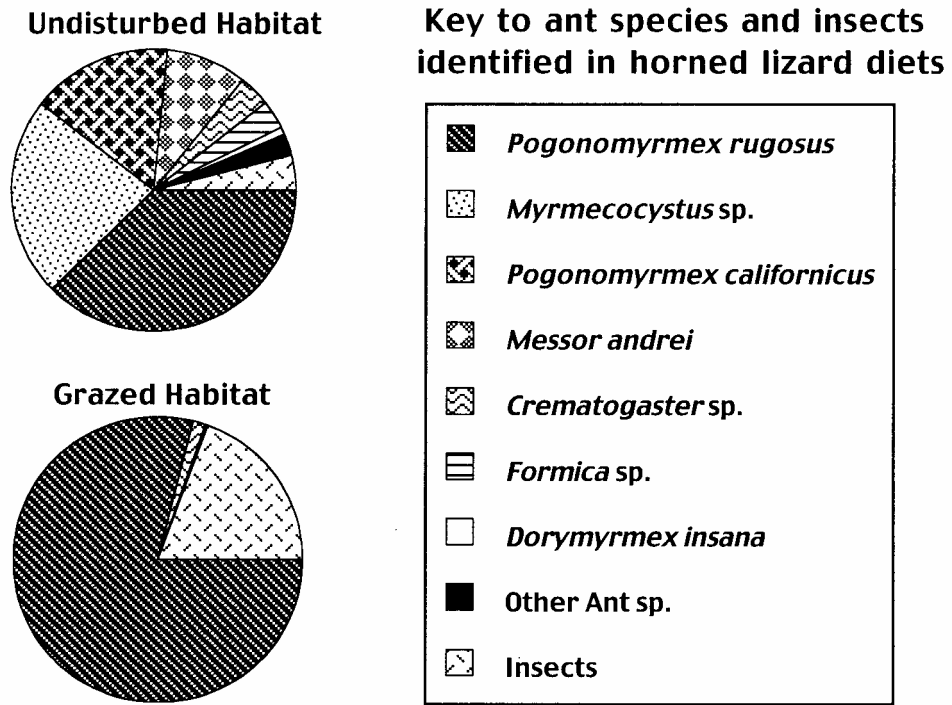 Undisturbed Habitat
Grazed Habitat
Key to ant species and insects
identified in horned lizard diets
Pogonomyrmex rugosus
Myrmecocystus sp.
Pogonomyrmex californicus
Messor andrei
Crematogaster sp.
Formica sp.
Dorymyrmex insana
Other Ant sp.
Insects